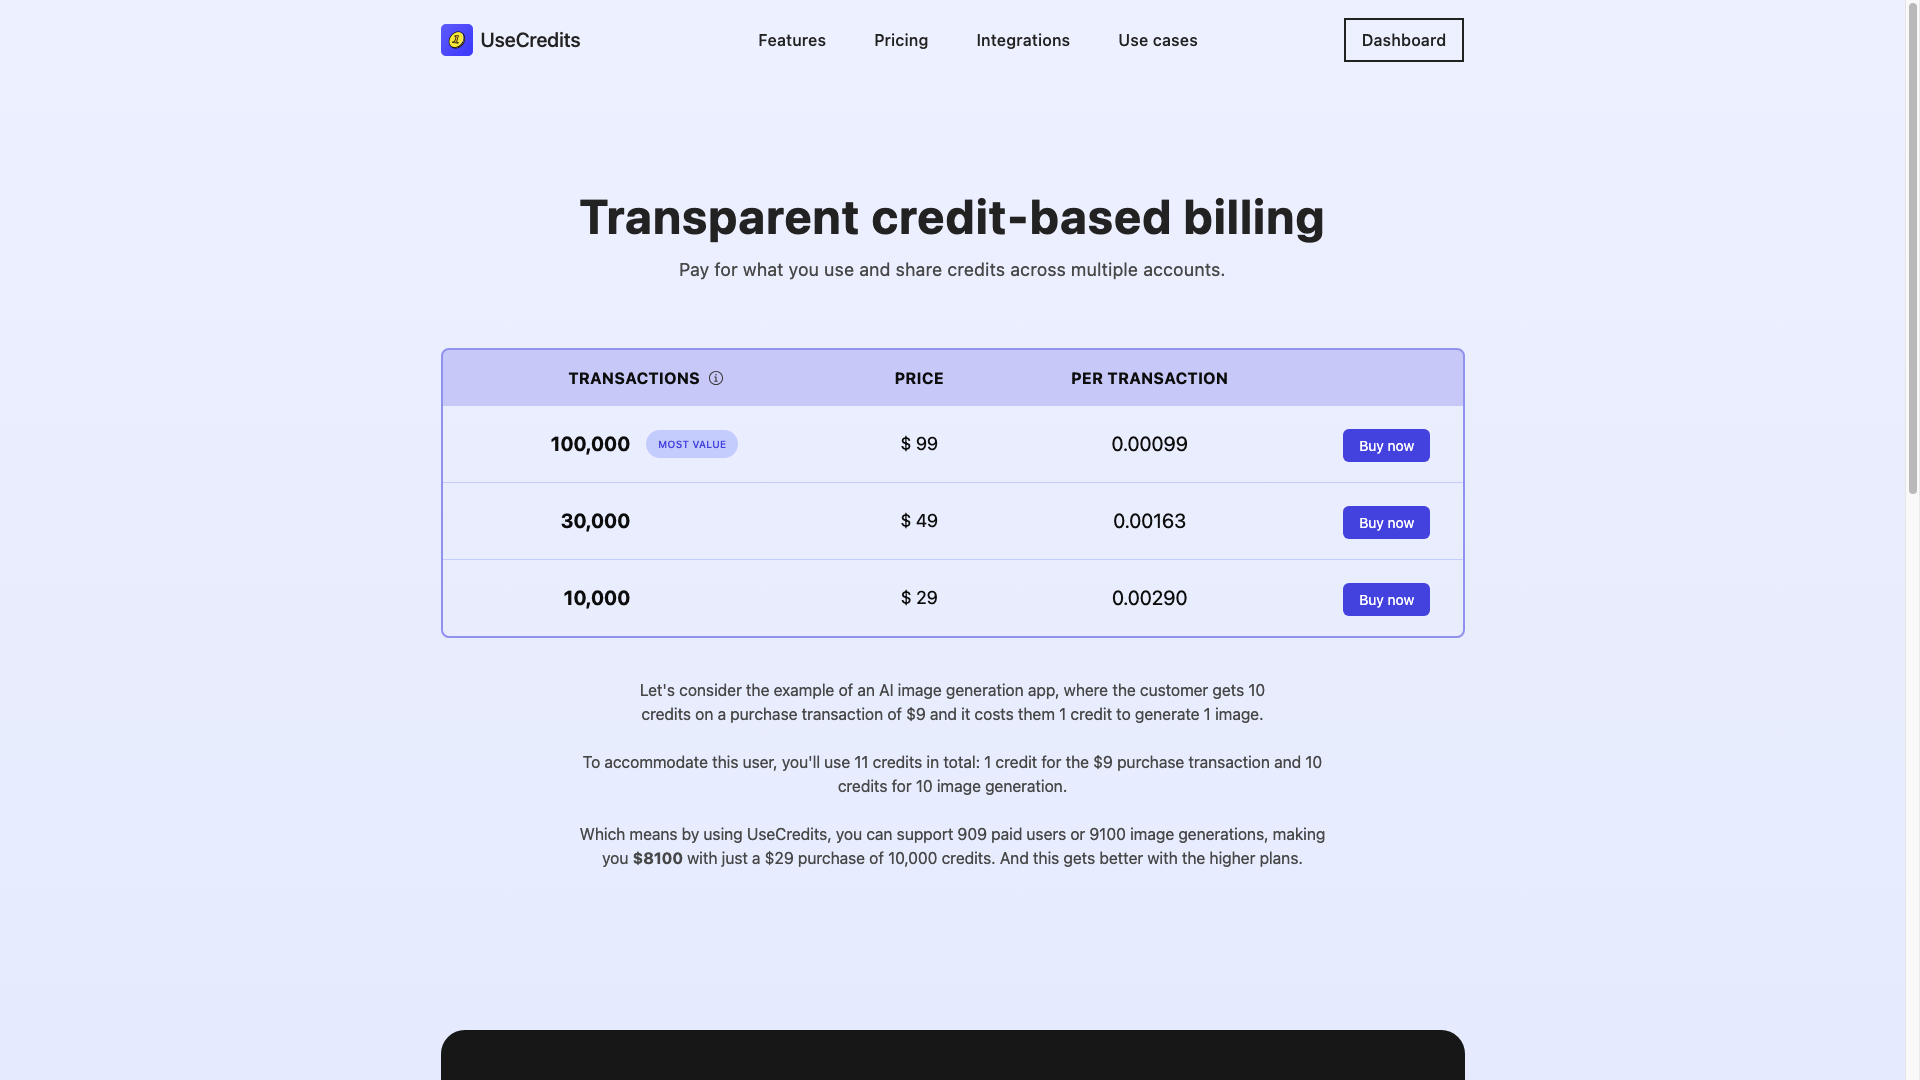 UseCredits
Features
Pricing
Integrations
Use cases
Dashboard
Transparent credit-based billing
Pay for what you use and share credits across multiple accounts.
TRANSACTIONS PRICE PER TRANSACTION
100,000 MOST VALUE $ 99 0.00099 Buy now
30,000 $ 49 0.00163 Buy now
10,000 $ 29 0.00290 Buy now
Let's consider the example of an AI image generation app, where the customer gets 10
credits on a purchase transaction of $9 and it costs them 1 credit to generate 1 image.
To accommodate this user, you'll use 11 credits in total: 1 credit for the $9 purchase transaction and 10
credits for 10 image generation.
Which means by using UseCredits, you can support 909 paid users or 9100 image generations, making
you $8100 with just a $29 purchase of 10,000 credits. And this gets better with the higher plans.